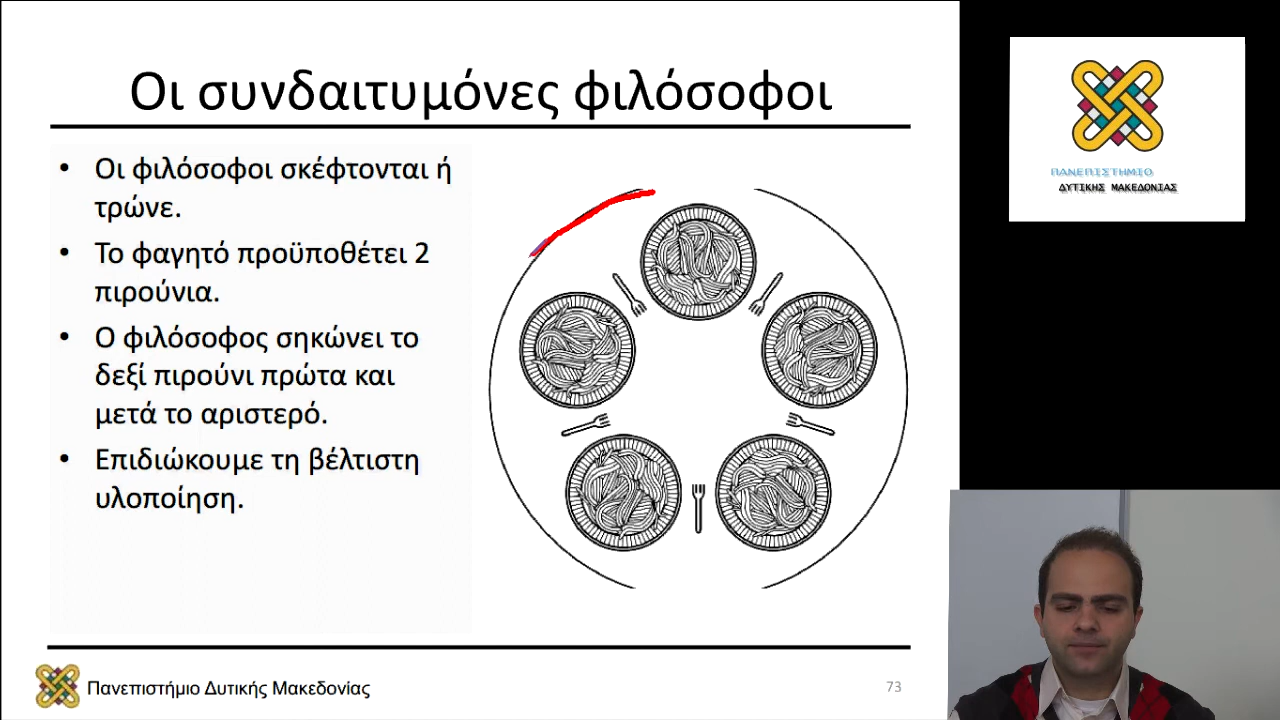 Οι συνδαιτυμόνες φιλόσοφοι
• Οι φιλόσοφοι σκέφτονται ή
τρώνε.
• Το φαγητό προϋποθέτει 2
πιρούνια.
• Ο φιλόσοφος σηκώνει το
δεξί πιρούνι πρώτα και
μετά το αριστερό.
• Επιδιώκουμε τη βέλτιστη
υλοποίηση.
Πανεπιστήμιο Δυτικής Μακεδονίας
73
ΠΑΝΕΠΙΣΤΗΜΙΟ
ΔΥΤΙΚΗΣ ΜΑΚΕΔΟΝΙΑΣ